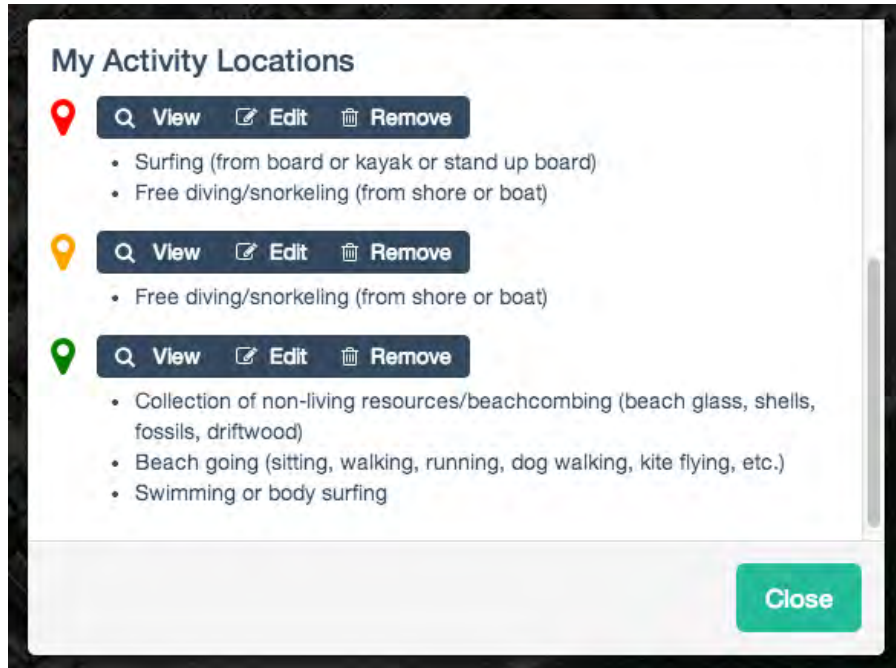 My Activity Locations
View Edit Remove
• Surfing (from board or kayak or stand up board)
• Free diving/snorkeling (from shore or boat)
View Edit Remove
• Free diving/snorkeling (from shore or boat)
View Edit Remove
• Collection of non-living resources/beachcombing (beach glass, shells,
fossils, driftwood)
• Beach going (sitting, walking, running, dog walking, kite flying, etc.)
• Swimming or body surfing
Close